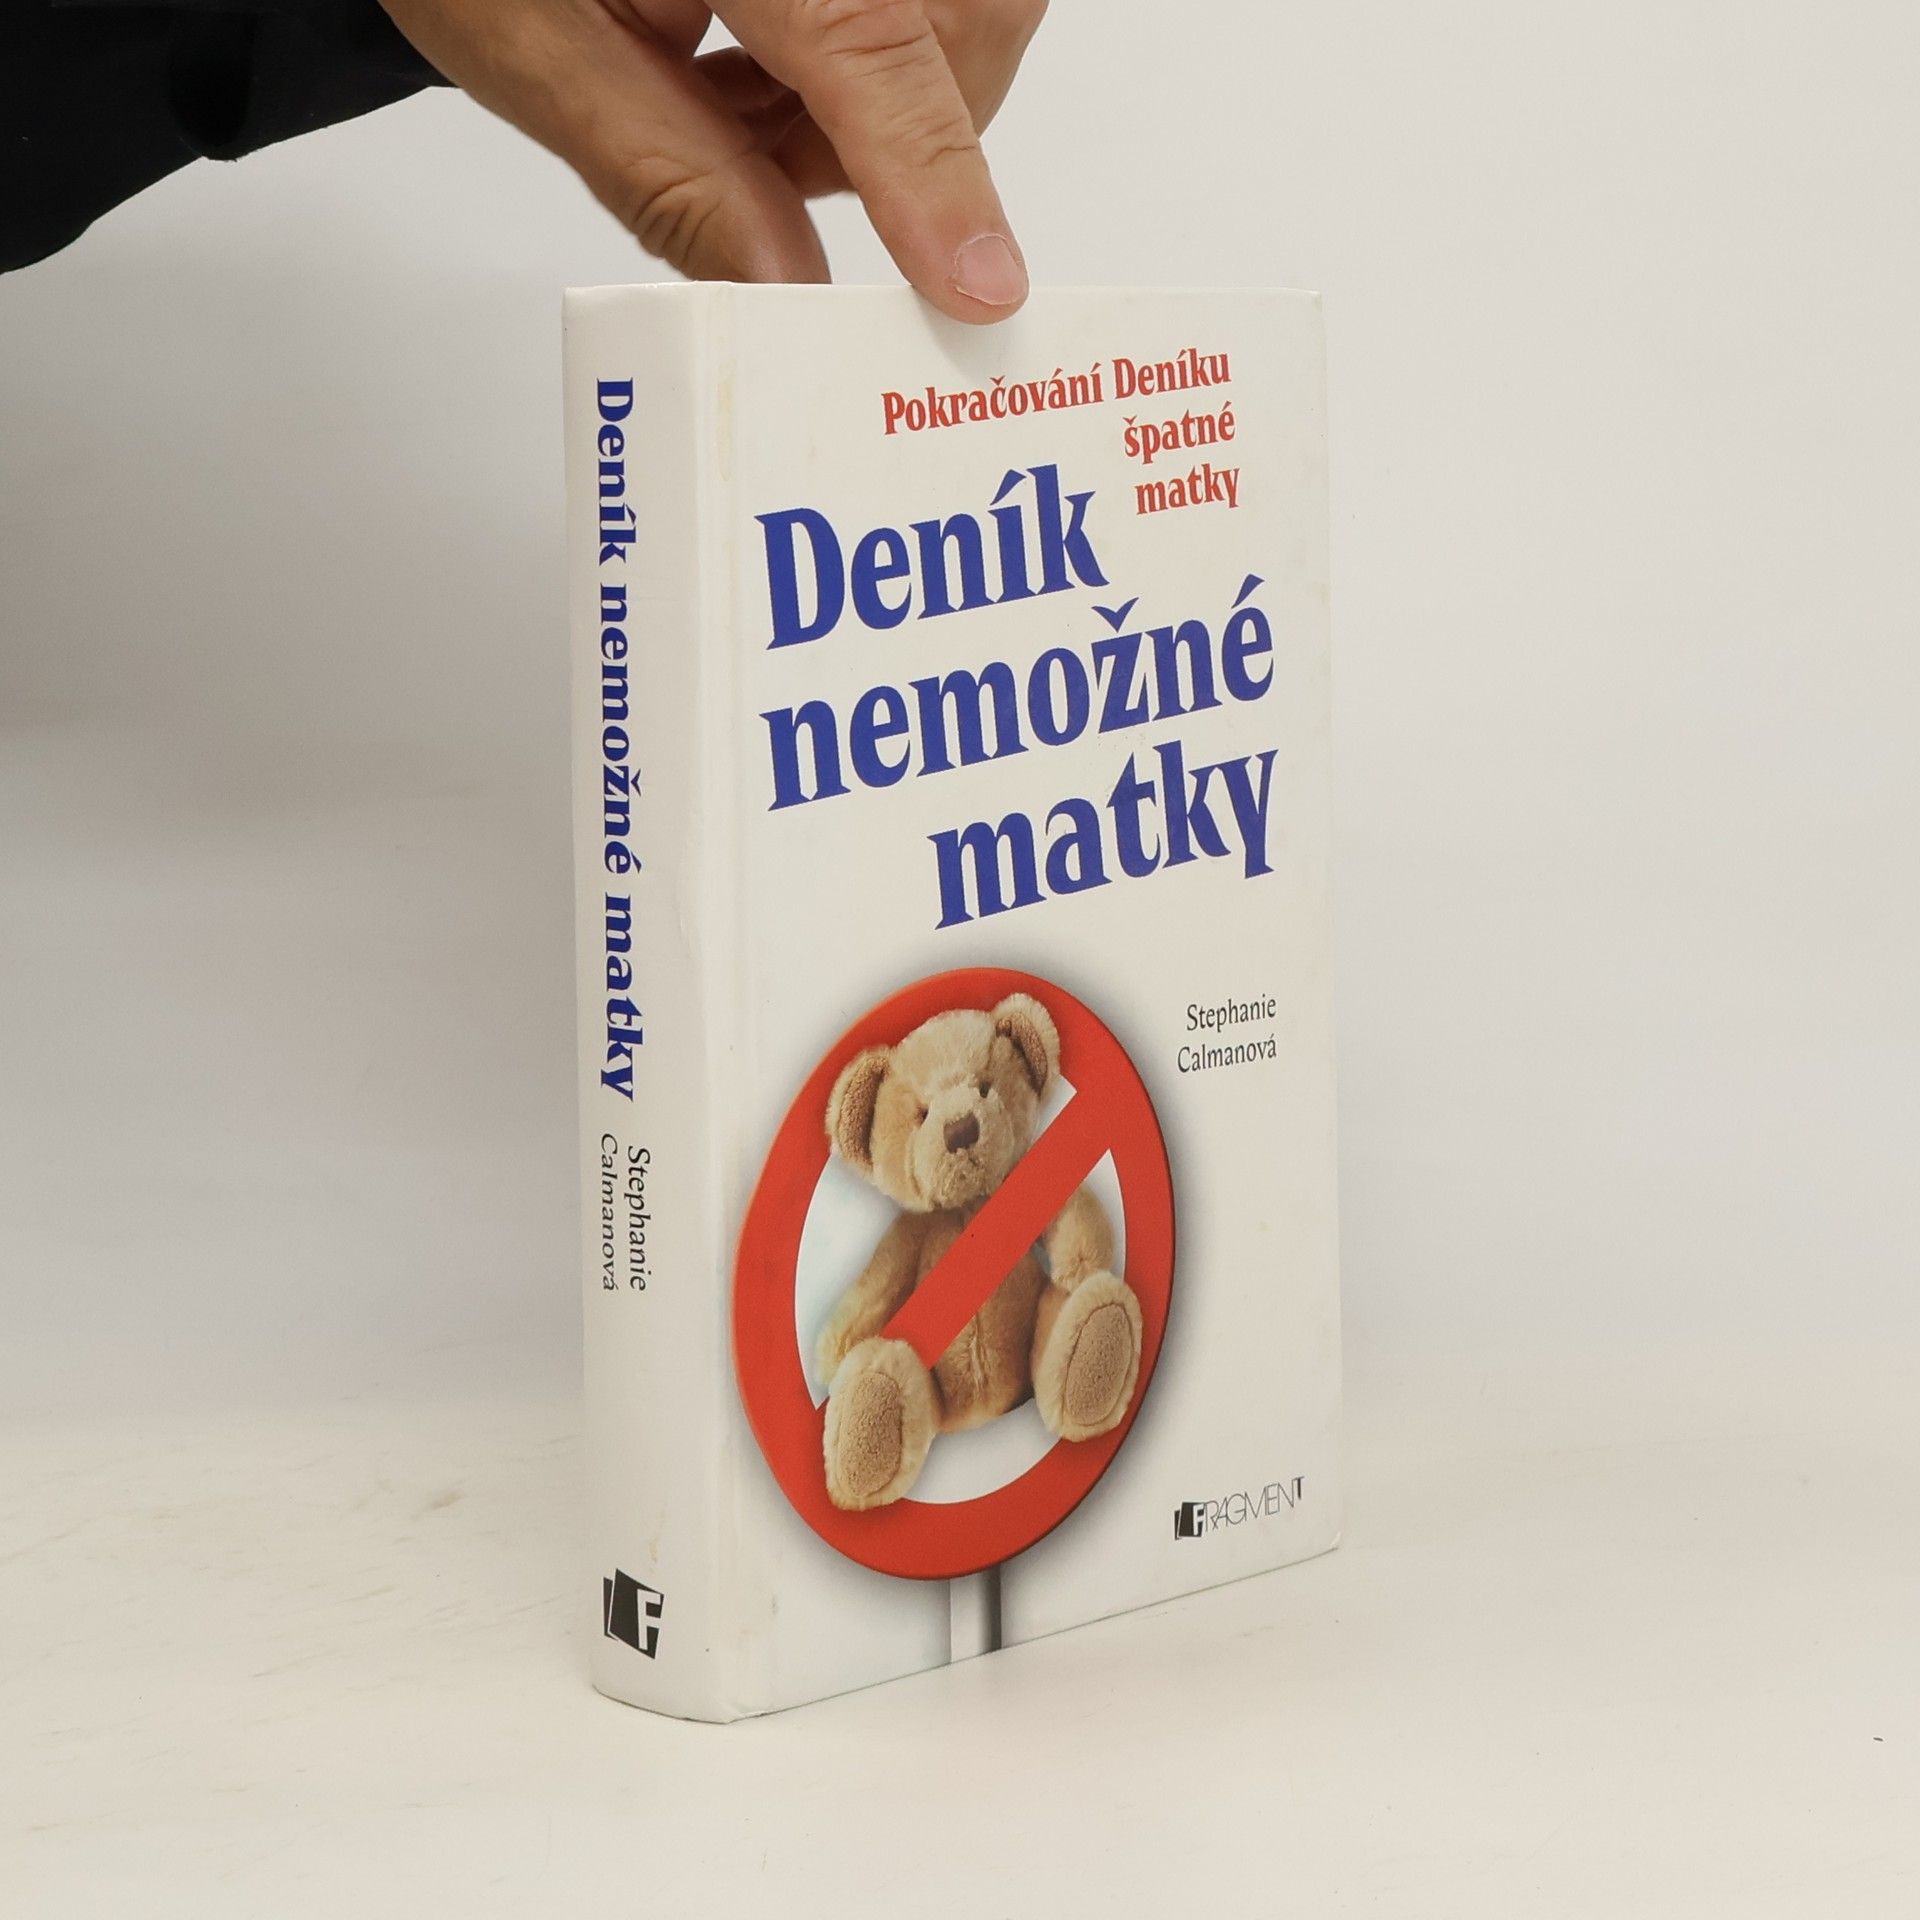 Deník nemožné matky
Stephanie
Calmanová
Pokračování Deníku
špatné
matky
Deník
nemožné
matky
Stephanie
Calmanová
FRAGMENT
F